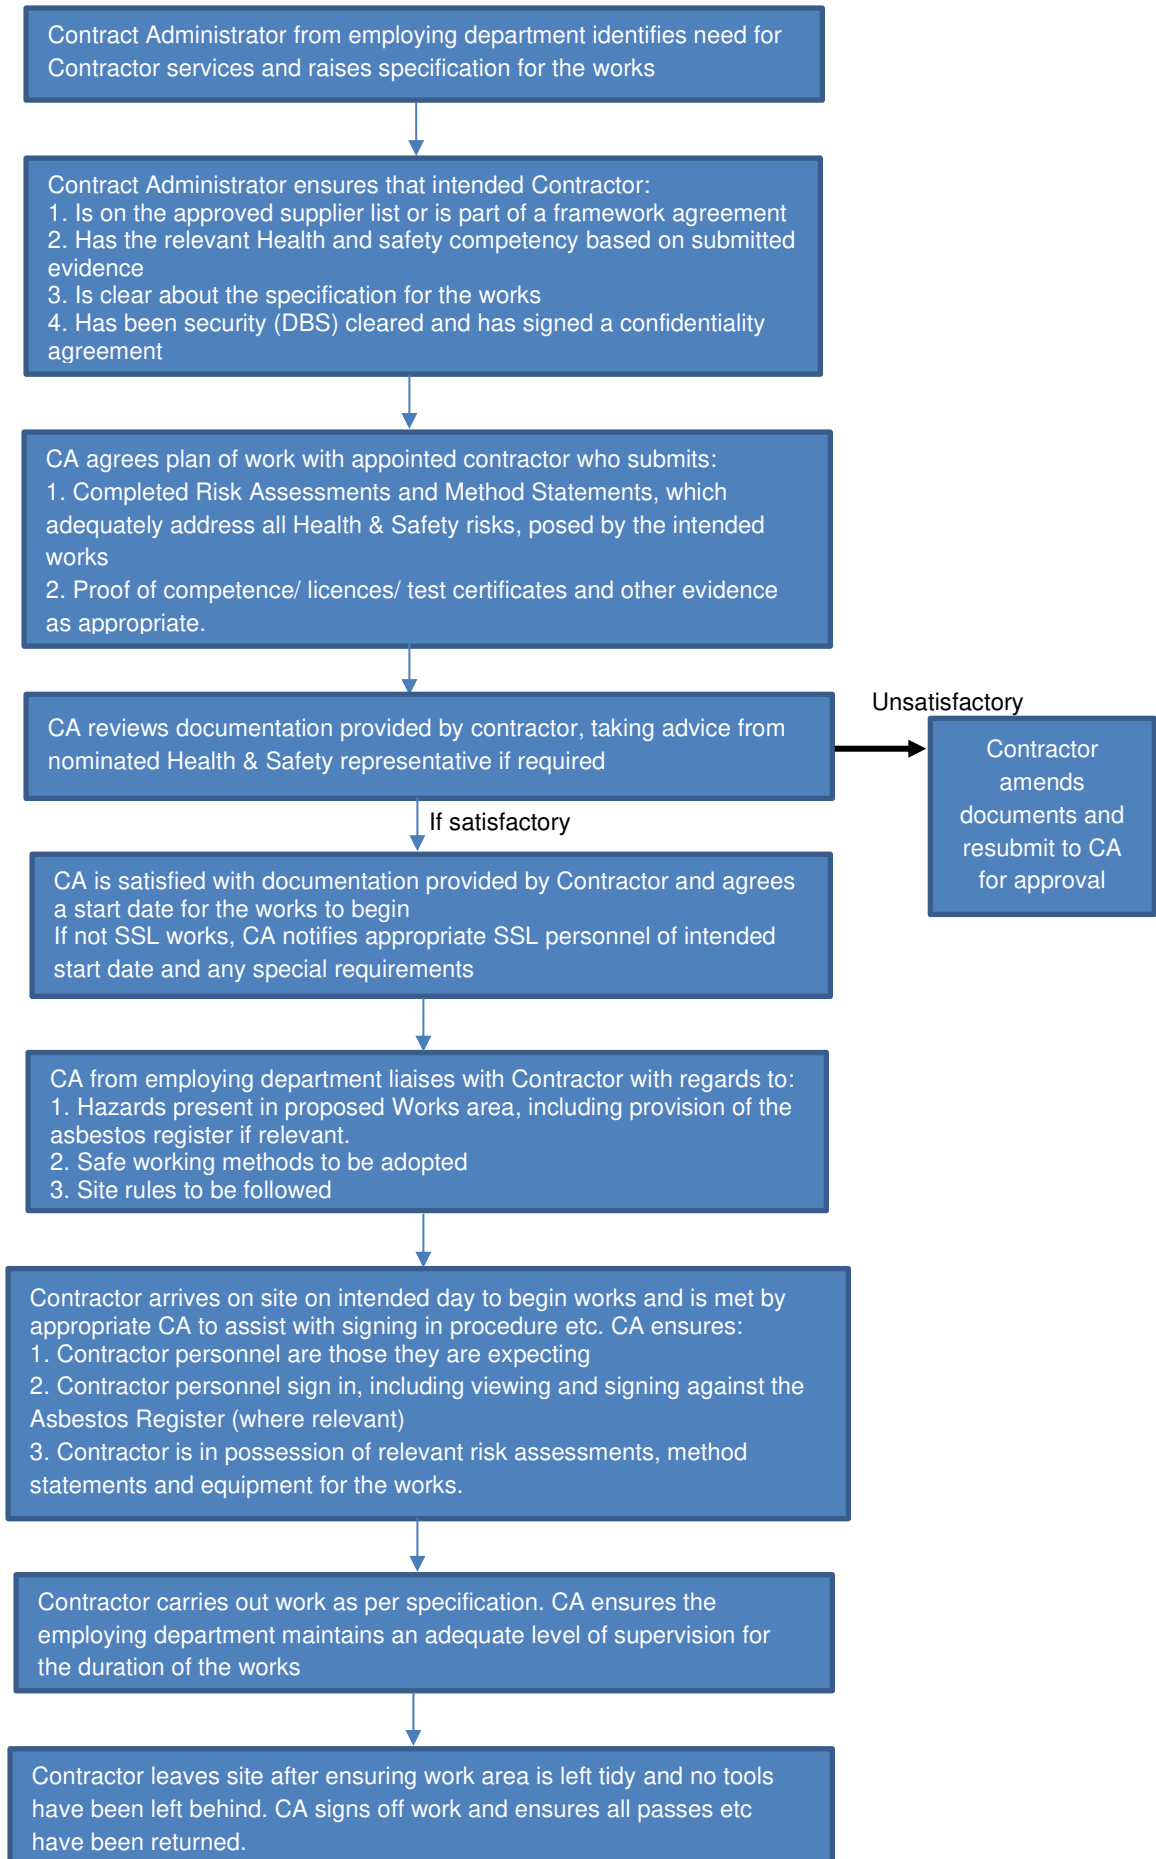 Contract Administrator from employing department identifies need for
Contractor services and raises specification for the works
Contract Administrator ensures that intended Contractor:
1. Is on the approved supplier list or is part of a framework agreement
2. Has the relevant Health and safety competency based on submitted
evidence
3. Is clear about the specification for the works
4. Has been security (DBS) cleared and has signed a confidentiality
agreement
CA agrees plan of work with appointed contractor who submits:
1. Completed Risk Assessments and Method Statements, which
adequately address all Health & Safety risks, posed by the intended
works
2. Proof of competence/ licences/ test certificates and other evidence
as appropriate.
CA reviews documentation provided by contractor, taking advice from
nominated Health & Safety representative if required
Unsatisfactory
Contractor
amends
documents and
resubmit to CA
for approval
If satisfactory
CA is satisfied with documentation provided by Contractor and agrees
a start date for the works to begin
If not SSL works, CA notifies appropriate SSL personnel of intended
start date and any special requirements
CA from employing department liaises with Contractor with regards to:
1. Hazards present in proposed Works area, including provision of the
asbestos register if relevant.
2. Safe working methods to be adopted
3. Site rules to be followed
Contractor arrives on site on intended day to begin works and is met by
appropriate CA to assist with signing in procedure etc. CA ensures:
1. Contractor personnel are those they are expecting
2. Contractor personnel sign in, including viewing and signing against the
Asbestos Register (where relevant)
3. Contractor is in possession of relevant risk assessments, method
statements and equipment for the works.
Contractor carries out work as per specification. CA ensures the
employing department maintains an adequate level of supervision for
the duration of the works
Contractor leaves site after ensuring work area is left tidy and no tools
have been left behind. CA signs off work and ensures all passes etc
have been returned.